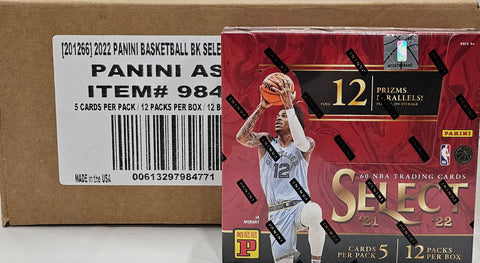 [201266] 2022 PANINI BASKETBALL BK SELE
PANINI AS
ITEM# 984
5 CARDS PER PACK / 12 PACKS PER BOX / 12 B
MADE IN the USA
00613297984771
12
PRIZMS
PARALLELS!
PANINI
60 NBA TRADING CARDS
SELECT
'21 '22
JA
MORANT
MEMPHIS
12
CARDS
PER PACK 5
12 PACKS
PER BOX
P